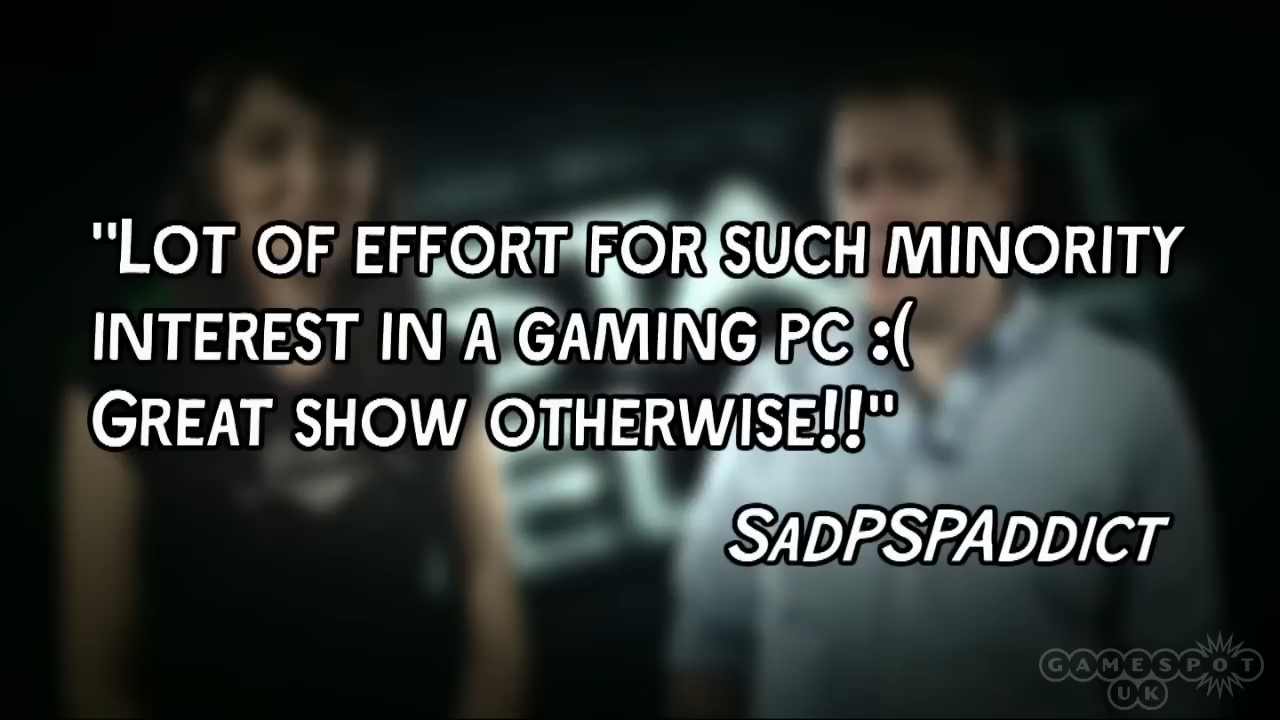 "Lot of effort for such minority
interest in a gaming pc :(
Great show otherwise!!"
SadPSPAddict
GAMESPOT
UK